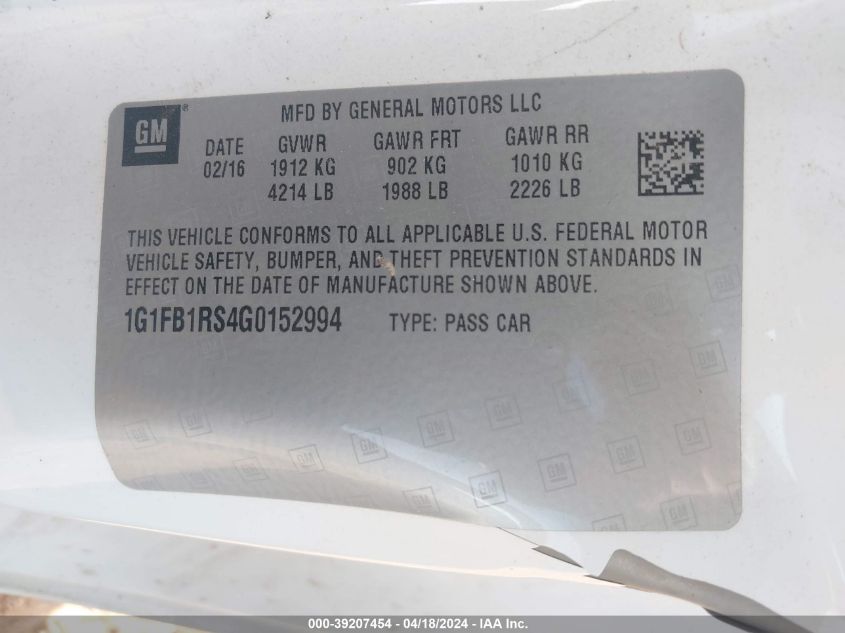 MFD BY GENERAL MOTORS LLC
GM®
DATE GVWR GAWR FRT GAWR RR
02/16 1912 KG 902 KG 1010 KG
4214 LB 1988 LB 2226 LB
THIS VEHICLE CONFORMS TO ALL APPLICABLE U.S. FEDERAL MOTOR
VEHICLE SAFETY, BUMPER, AND THEFT PREVENTION STANDARDS IN
EFFECT ON THE DATE OF MANUFACTURE SHOWN ABOVE.
1G1FB1RS4G0152994 TYPE: PASS CAR
000-39207454 - 04/18/2024 - IAA Inc.